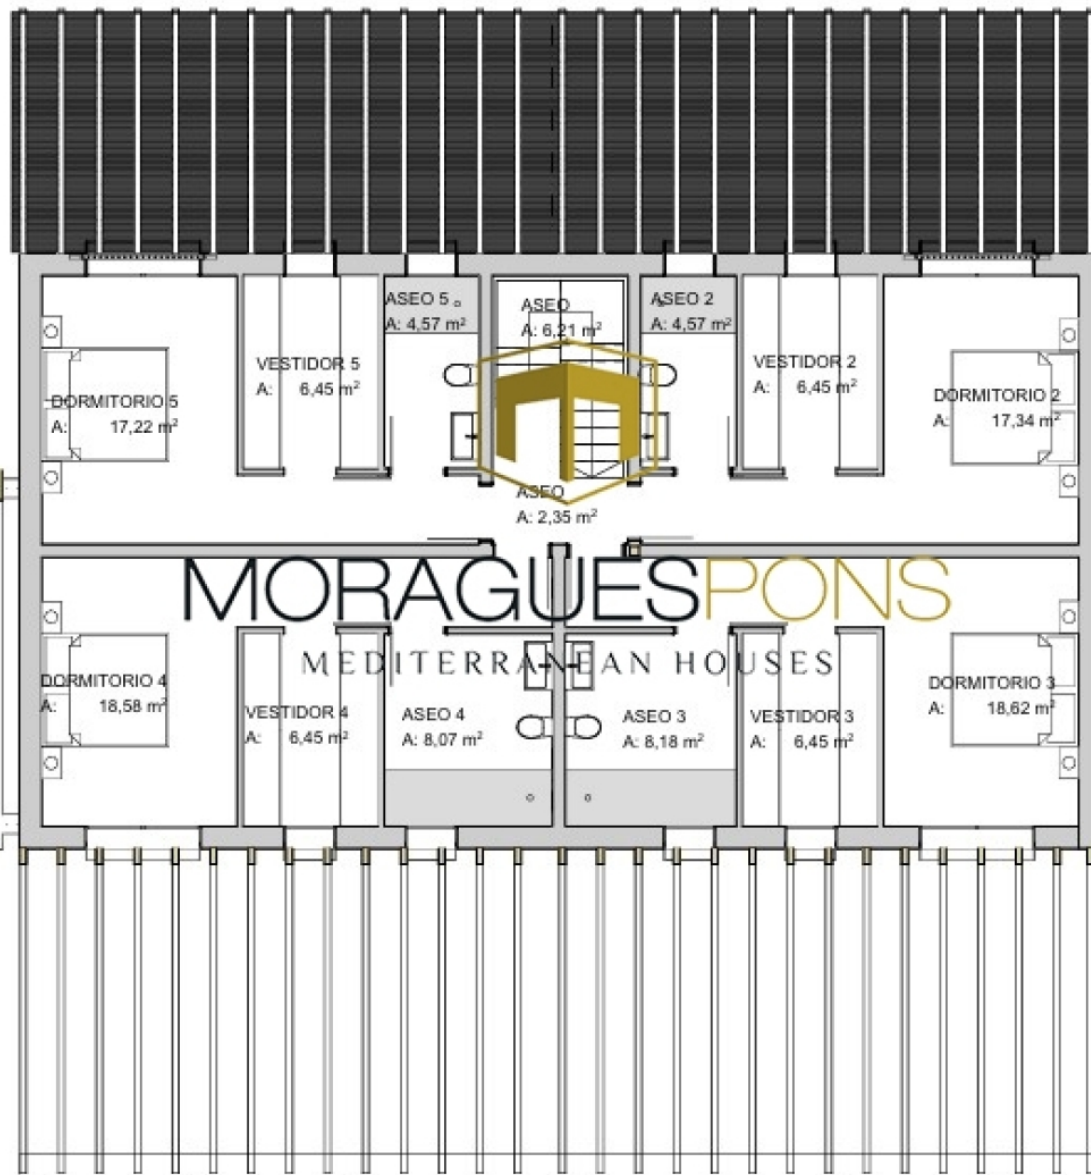 ASEO 5
A: 4,57 m²
ASEO
A: 6,21 m²
ASEO 2
A: 4,57 m²
VESTIDOR 5
A: 6,45 m²
VESTIDOR 2
A: 6,45 m²
DORMITORIO 5
A: 17,22 m²
DORMITORIO 2
A: 17,34 m²
ASEO
A: 2,35 m²
MORAGUESPONS
MEDITERRANEAN HOUSES
DORMITORIO 4
A: 18,58 m²
VESTIDOR 4
A: 6,45 m²
ASEO 4
A: 8,07 m²
ASEO 3
A: 8,18 m²
VESTIDOR 3
A: 6,45 m²
DORMITORIO 3
A: 18,62 m²